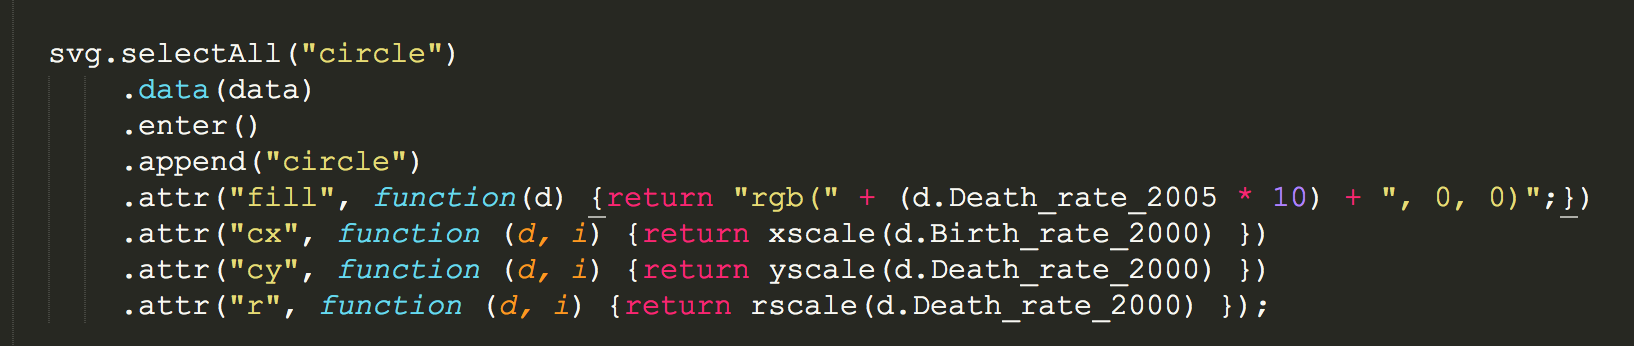 svg.selectAll("circle")
.data(data)
.enter()
.append("circle")
.attr("fill", function(d) {return "rgb(" + (d.Death_rate_2005 * 10) + ", 0, 0)";})
.attr("cx", function (d, i) {return xscale(d.Birth_rate_2000) })
.attr("cy", function (d, i) {return yscale(d.Death_rate_2000) })
.attr("r", function (d, i) {return rscale(d.Death_rate_2000) });